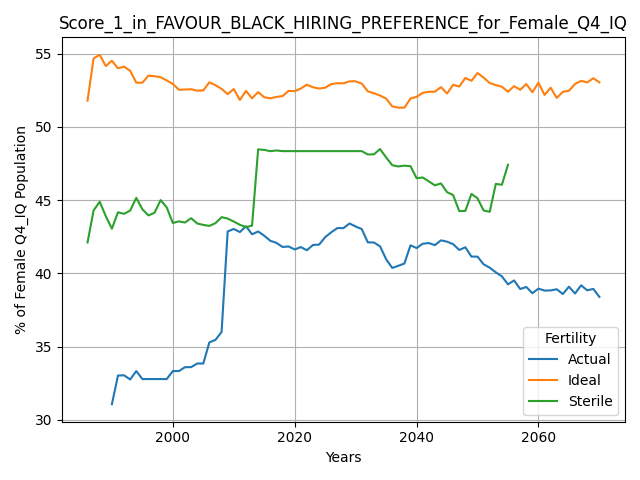 Score_1_in_FAVOUR_BLACK_HIRING_PREFERENCE_for_Female_Q4_IQ
% of Female Q4_IQ Population
55
50
45
40
35
30
2000
2020
2040
2060
Years
Fertility
Actual
Ideal
Sterile